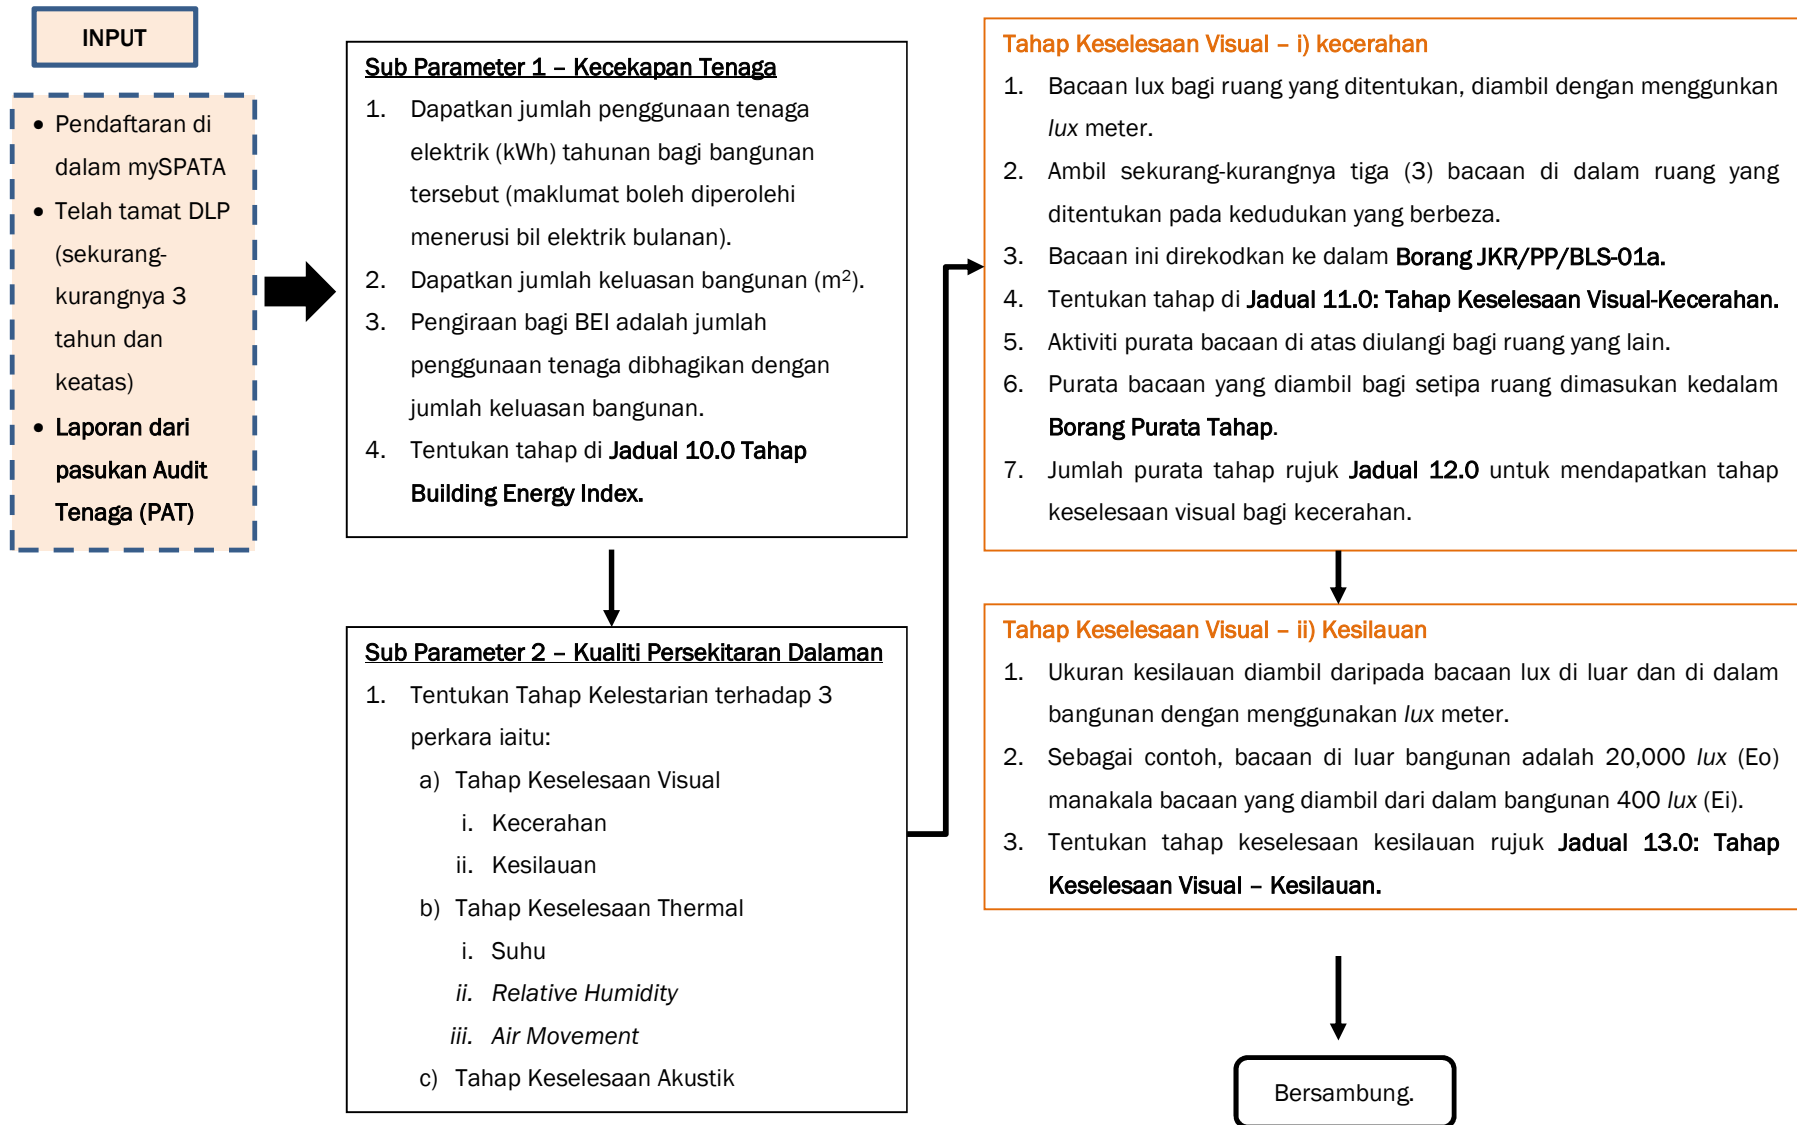 INPUT
• Pendaftaran di
dalam mySPATA
• Telah tamat DLP
(sekurang-
kurangnya 3
tahun dan
keatas)
• Laporan dari
pasukan Audit
Tenaga (PAT)
Sub Parameter 1 – Kecekapan Tenaga
1. Dapatkan jumlah penggunaan tenaga
elektrik (kWh) tahunan bagi bangunan
tersebut (maklumat boleh diperolehi
menerusi bil elektrik bulanan).
2. Dapatkan jumlah keluasan bangunan (m²).
3. Pengiraan bagi BEI adalah jumlah
penggunaan tenaga dibhagikan dengan
jumlah keluasan bangunan.
4. Tentukan tahap di Jadual 10.0 Tahap
Building Energy Index.
Sub Parameter 2 – Kualiti Persekitaran Dalaman
1. Tentukan Tahap Kelestarian terhadap 3
perkara iaitu:
a) Tahap Keselesaan Visual
i. Kecerahan
ii. Kesilauan
b) Tahap Keselesaan Thermal
i. Suhu
ii. Relative Humidity
iii. Air Movement
c) Tahap Keselesaan Akustik
Tahap Keselesaan Visual – i) kecerahan
1. Bacaan lux bagi ruang yang ditentukan, diambil dengan menggunkan
lux meter.
2. Ambil sekurang-kurangnya tiga (3) bacaan di dalam ruang yang
ditentukan pada kedudukan yang berbeza.
3. Bacaan ini direkodkan ke dalam Borang JKR/PP/BLS-01a.
4. Tentukan tahap di Jadual 11.0: Tahap Keselesaan Visual-Kecerahan.
5. Aktiviti purata bacaan di atas diulangi bagi ruang yang lain.
6. Purata bacaan yang diambil bagi setipa ruang dimasukan kedalam
Borang Purata Tahap.
7. Jumlah purata tahap rujuk Jadual 12.0 untuk mendapatkan tahap
keselesaan visual bagi kecerahan.
Tahap Keselesaan Visual – ii) Kesilauan
1. Ukuran kesilauan diambil daripada bacaan lux di luar dan di dalam
bangunan dengan menggunakan lux meter.
2. Sebagai contoh, bacaan di luar bangunan adalah 20,000 lux (Eo)
manakala bacaan yang diambil dari dalam bangunan 400 lux (Ei).
3. Tentukan tahap keselesaan kesilauan rujuk Jadual 13.0: Tahap
Keselesaan Visual – Kesilauan.
Bersambung.